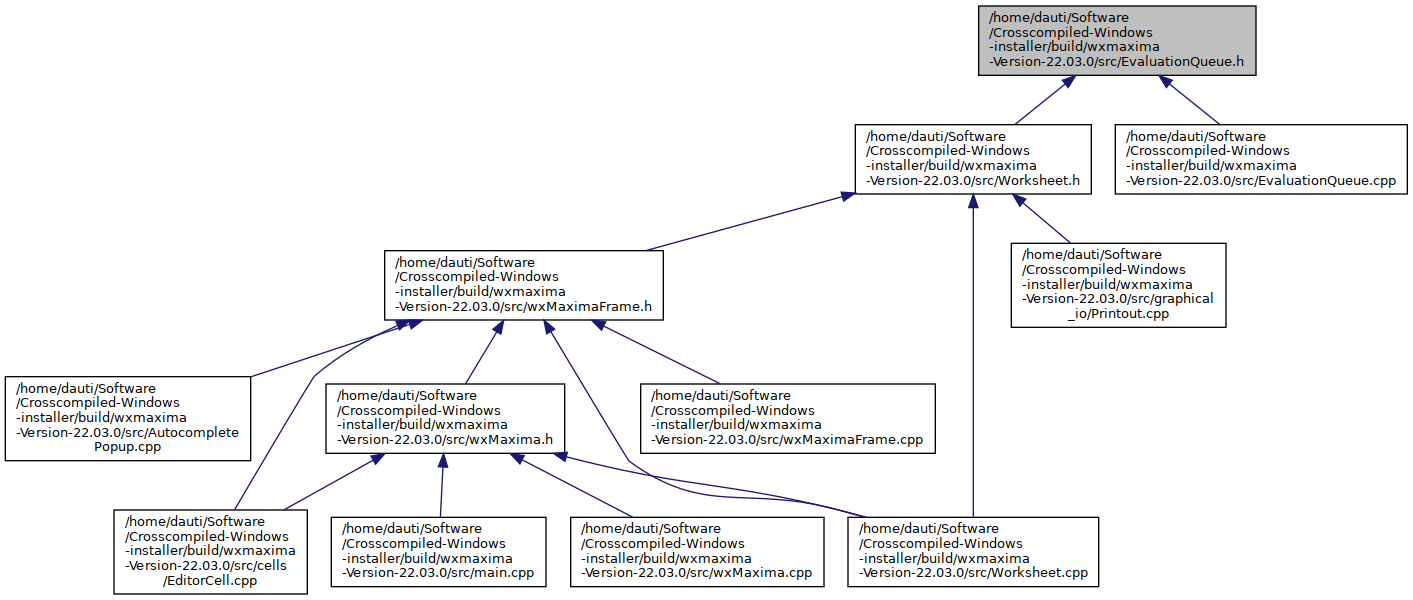 /home/dauti/Software
/Crosscompiled-Windows
-installer/build/wxmaxima
-Version-22.03.0/src/EvaluationQueue.h
/home/dauti/Software
/Crosscompiled-Windows
-installer/build/wxmaxima
-Version-22.03.0/src/Worksheet.h
/home/dauti/Software
/Crosscompiled-Windows
-installer/build/wxmaxima
-Version-22.03.0/src/EvaluationQueue.cpp
/home/dauti/Software
/Crosscompiled-Windows
-installer/build/wxmaxima
-Version-22.03.0/src/wxMaximaFrame.h
/home/dauti/Software
/Crosscompiled-Windows
-installer/build/wxmaxima
-Version-22.03.0/src/graphical
_io/Printout.cpp
/home/dauti/Software
/Crosscompiled-Windows
-installer/build/wxmaxima
-Version-22.03.0/src/Autocomplete
Popup.cpp
/home/dauti/Software
/Crosscompiled-Windows
-installer/build/wxmaxima
-Version-22.03.0/src/wxMaxima.h
/home/dauti/Software
/Crosscompiled-Windows
-installer/build/wxmaxima
-Version-22.03.0/src/wxMaximaFrame.cpp
/home/dauti/Software
/Crosscompiled-Windows
-installer/build/wxmaxima
-Version-22.03.0/src/cells
/EditorCell.cpp
/home/dauti/Software
/Crosscompiled-Windows
-installer/build/wxmaxima
-Version-22.03.0/src/main.cpp
/home/dauti/Software
/Crosscompiled-Windows
-installer/build/wxmaxima
-Version-22.03.0/src/wxMaxima.cpp
/home/dauti/Software
/Crosscompiled-Windows
-installer/build/wxmaxima
-Version-22.03.0/src/Worksheet.cpp